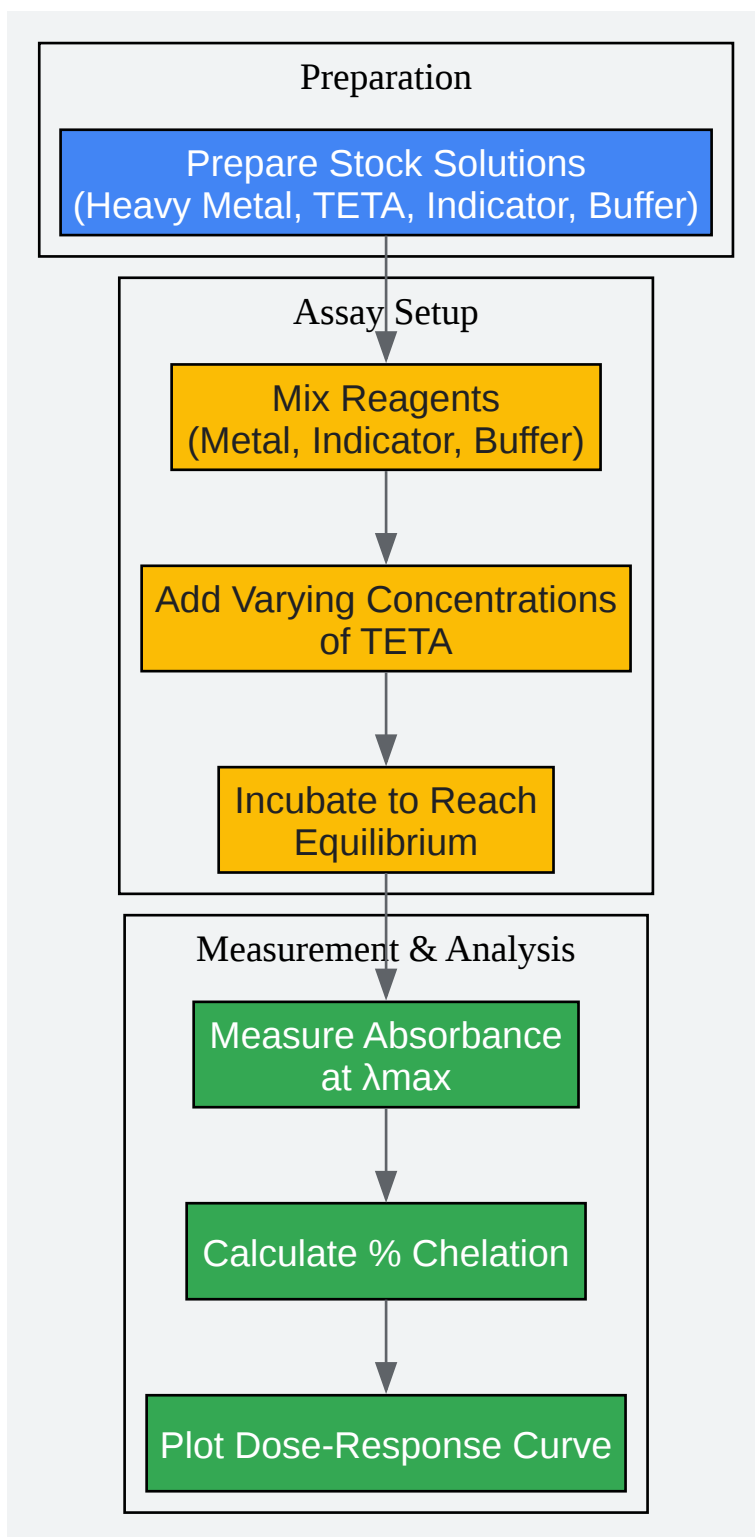 Preparation
Prepare Stock Solutions
(Heavy Metal, TETA, Indicator, Buffer)
Assay Setup
Mix Reagents
(Metal, Indicator, Buffer)
Add Varying Concentrations
of TETA
Incubate to Reach
Equilibrium
Measurement & Analysis
Measure Absorbance
at λmax
Calculate % Chelation
Plot Dose-Response Curve